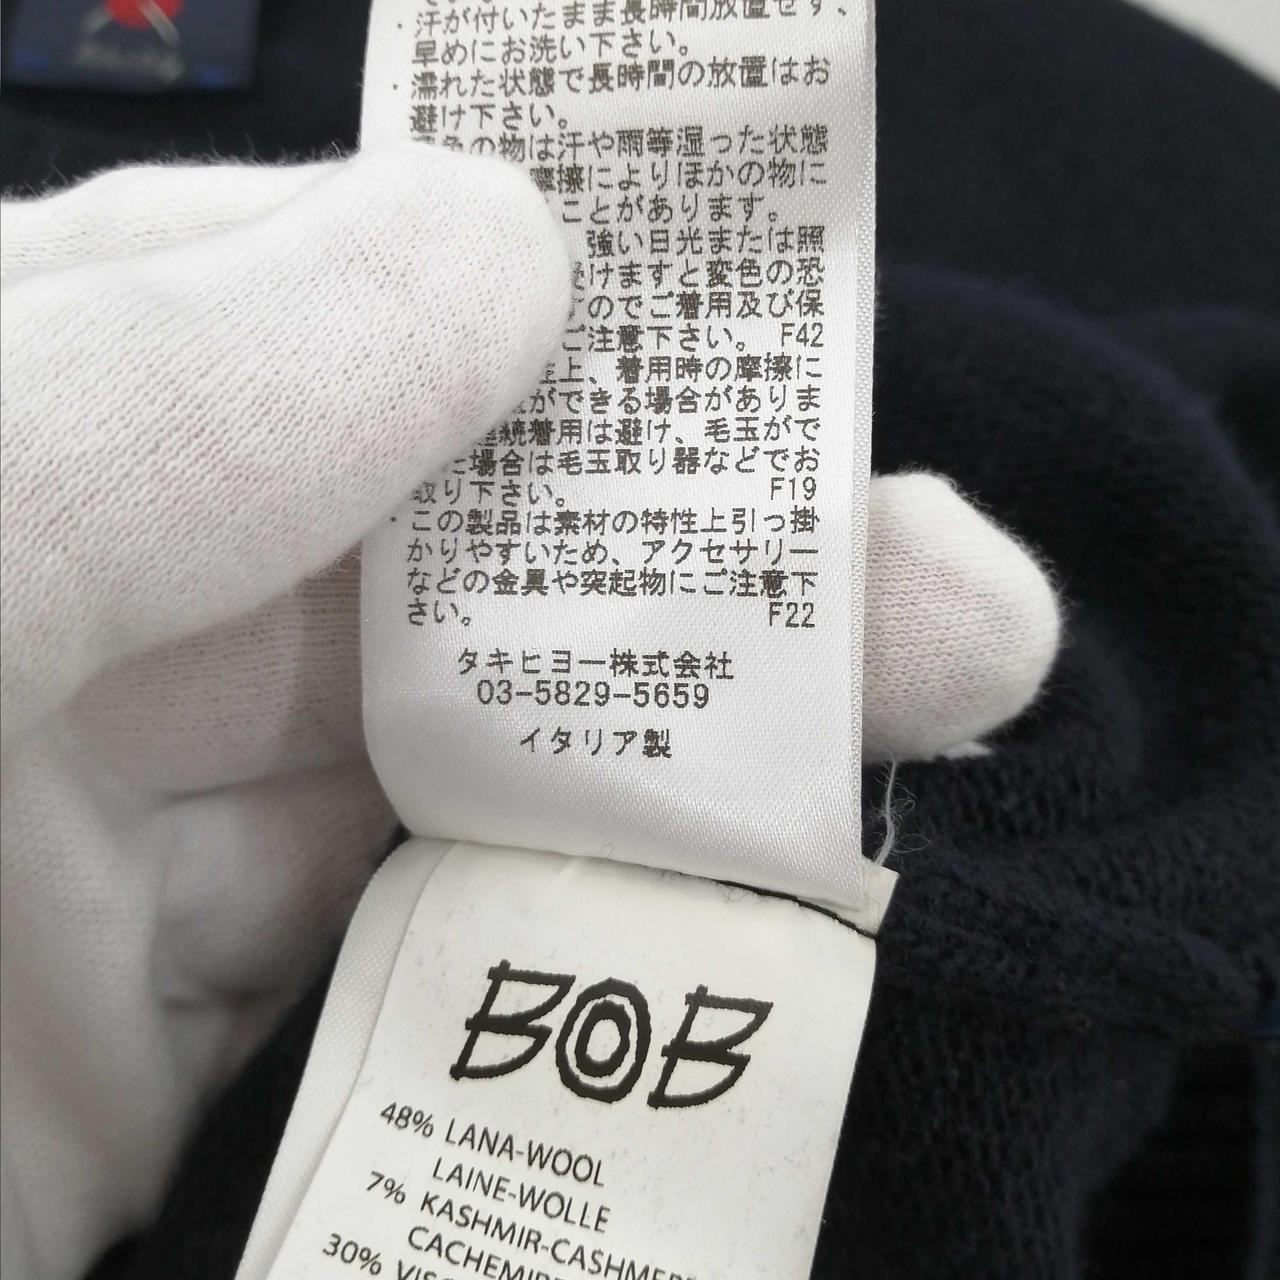 ・汗が付いたまま長時間放置せず、
早めにお洗い下さい。
・濡れた状態で長時間の放置はお
避け下さい。
色の物は汗や雨等湿った状態
摩擦によりほかの物に
ことがあります。
強い日光または照
受けますと変色の恐
すのでご着用及び保
ご注意下さい。 F42
上、着用時の摩擦に
ができる場合がありま
続着用は避け、毛玉がで
た場合は毛玉取り器などでお
取り下さい。 F19
・この製品は素材の特性上引っ掛
かりやすいため、アクセサリー
などの金具や突起物にご注意下
さい。 F22
タキヒヨー株式会社
03-5829-5659
イタリア製
BOB
48% LANA-WOOL
LAINE-WOLLE
7% KASHMIR-CASHMERE
30%